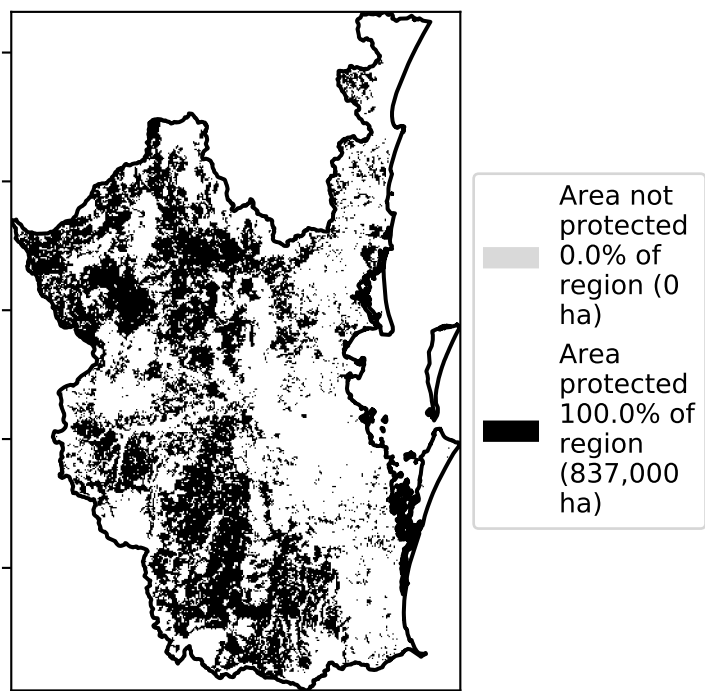 Area not
protected
0.0% of
region (0
ha)
Area
protected
100.0% of
region
(837,000
ha)